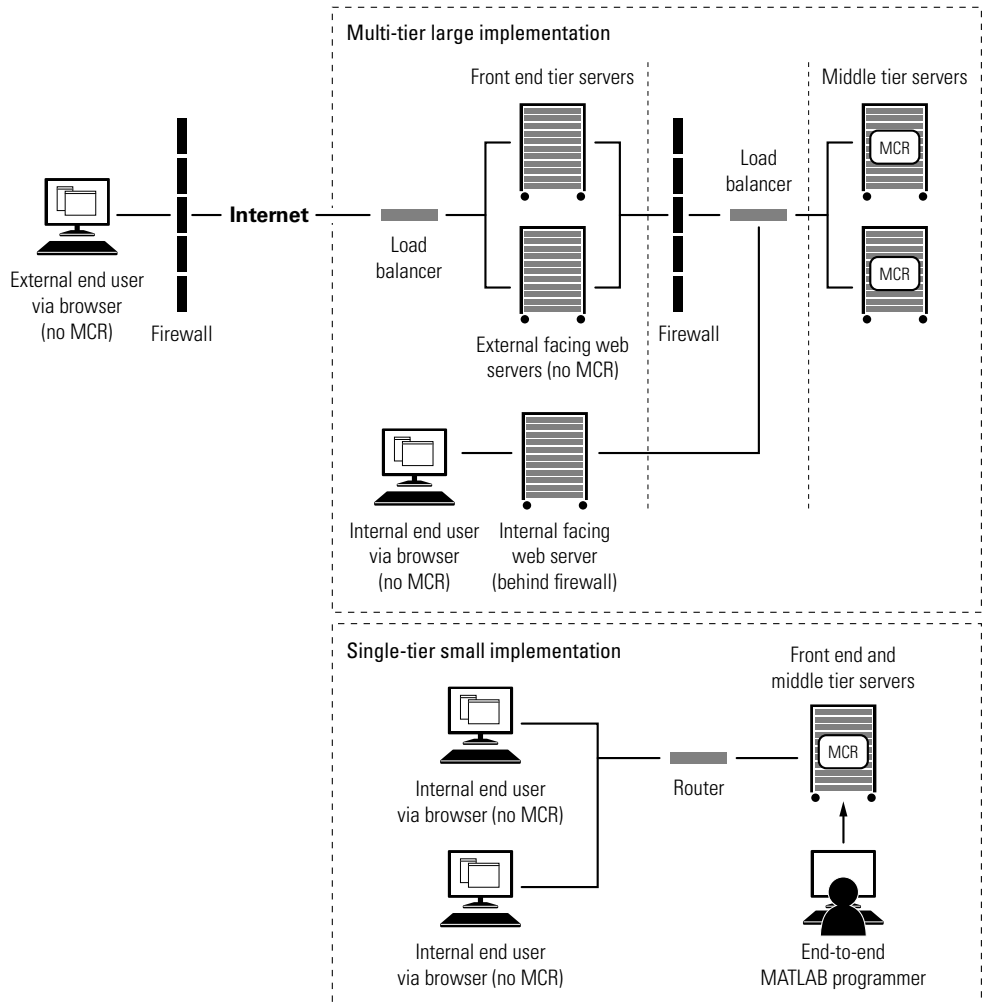 Multi-tier large implementation
Front end tier servers
Middle tier servers
MCR
Load
balancer
Internet
Load
balancer
MCR
External end user
via browser
(no MCR)
Firewall
External facing web
servers (no MCR)
Firewall
Internal end user
via browser
(no MCR)
Internal facing
web server
(behind firewall)
Single-tier small implementation
Front end and
middle tier servers
MCR
Internal end user
via browser (no MCR)
Router
Internal end user
via browser (no MCR)
End-to-end
MATLAB programmer